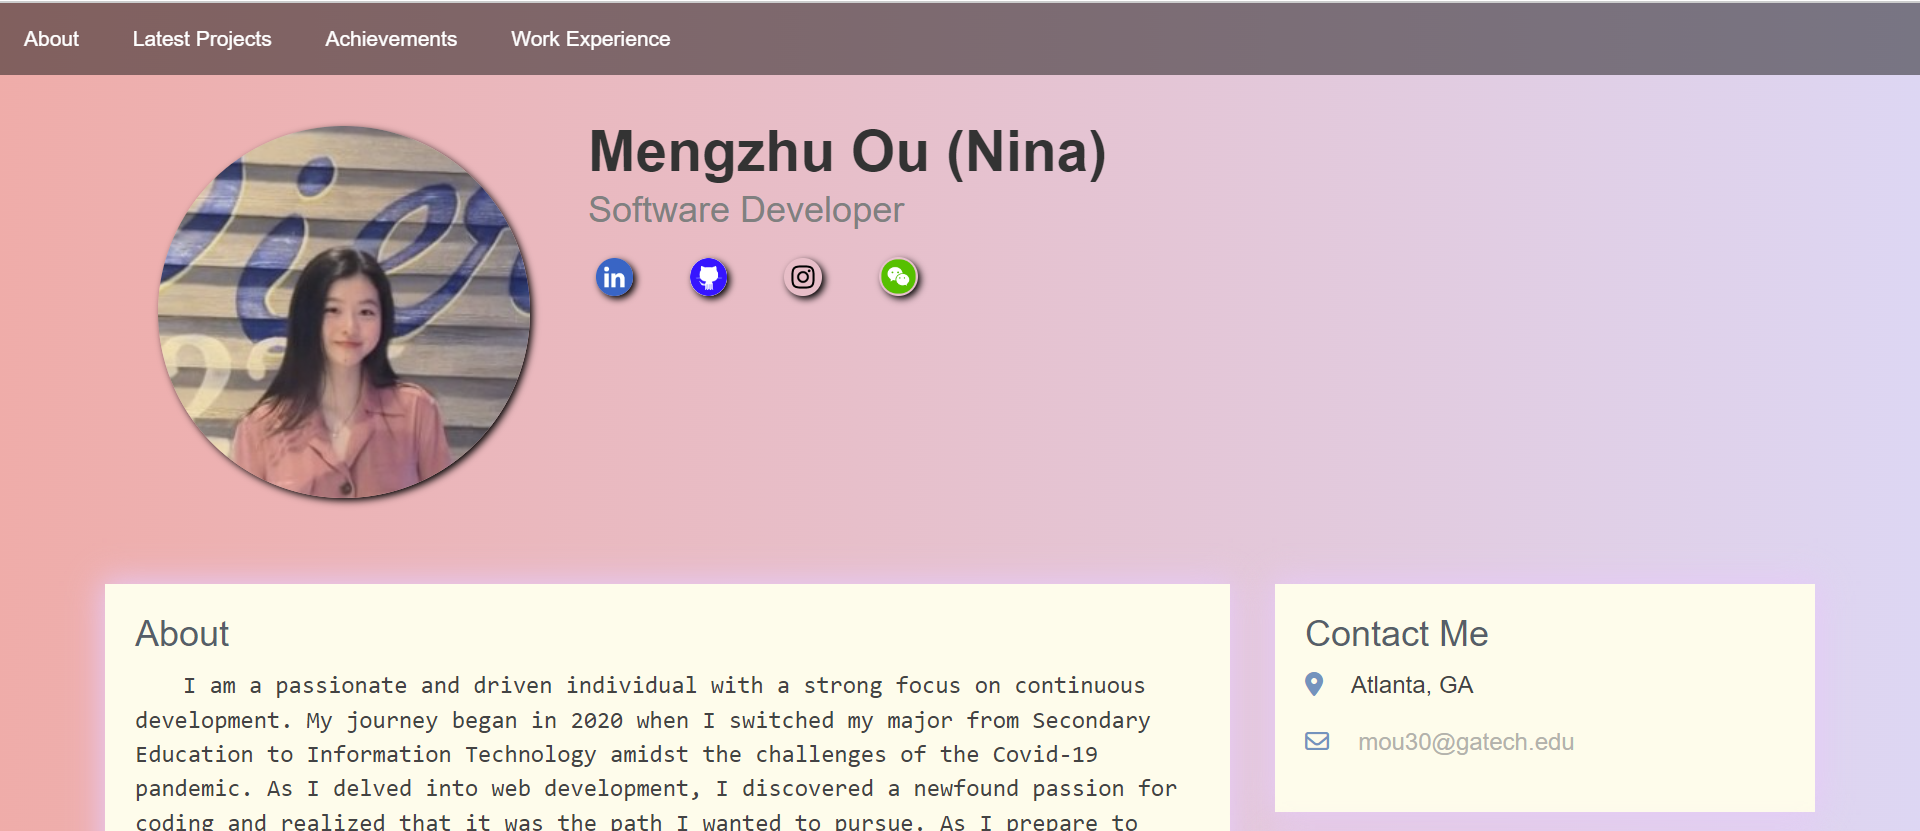 About Latest Projects Achievements Work Experience
Mengzhu Ou (Nina)
Software Developer
in
About
I am a passionate and driven individual with a strong focus on continuous
development. My journey began in 2020 when I switched my major from Secondary
Education to Information Technology amidst the challenges of the Covid-19
pandemic. As I delved into web development, I discovered a newfound passion for
coding and realized that it was the path I wanted to pursue. As I prepare to
Contact Me
Atlanta, GA
mou30@gatech.edu